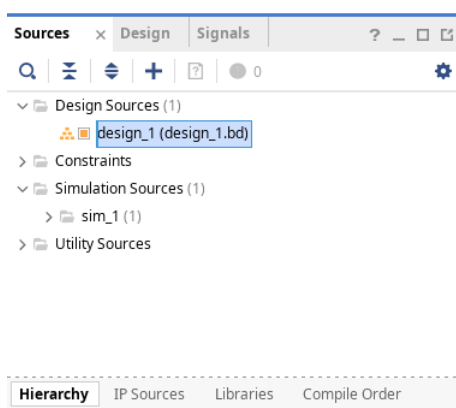 Sources × Design Signals ? _
0
Design Sources (1)
design_1 (design_1.bd)
Constraints
Simulation Sources (1)
sim_1 (1)
Utility Sources
Hierarchy IP Sources Libraries Compile Order